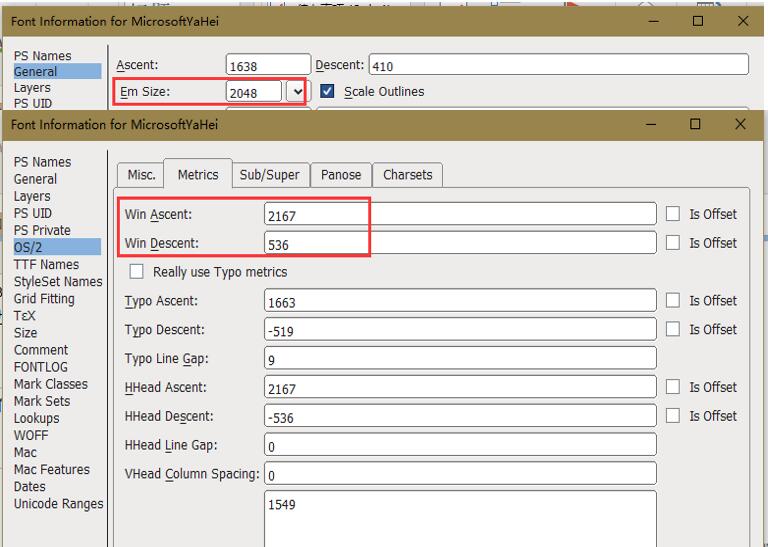 Font Information for MicrosoftYaHei
PS Names
General
Layers
PS UID
Ascent: 1638 Descent: 410
Em Size: 2048 Scale Outlines
Font Information for MicrosoftYaHei
PS Names
General
Layers
PS UID
PS Private
OS/2
TTF Names
StyleSet Names
Grid Fitting
TεX
Size
Comment
FONTLOG
Mark Classes
Mark Sets
Lookups
WOFF
Mac
Mac Features
Dates
Unicode Ranges
Misc. Metrics Sub/Super Panose Charsets
Win Ascent: 2167 Is Offset
Win Descent: 536 Is Offset
Really use Typo metrics
Typo Ascent: 1663 Is Offset
Typo Descent: -519 Is Offset
Typo Line Gap: 9
HHead Ascent: 2167 Is Offset
HHead Descent: -536 Is Offset
HHead Line Gap: 0
VHead Column Spacing: 0
1549